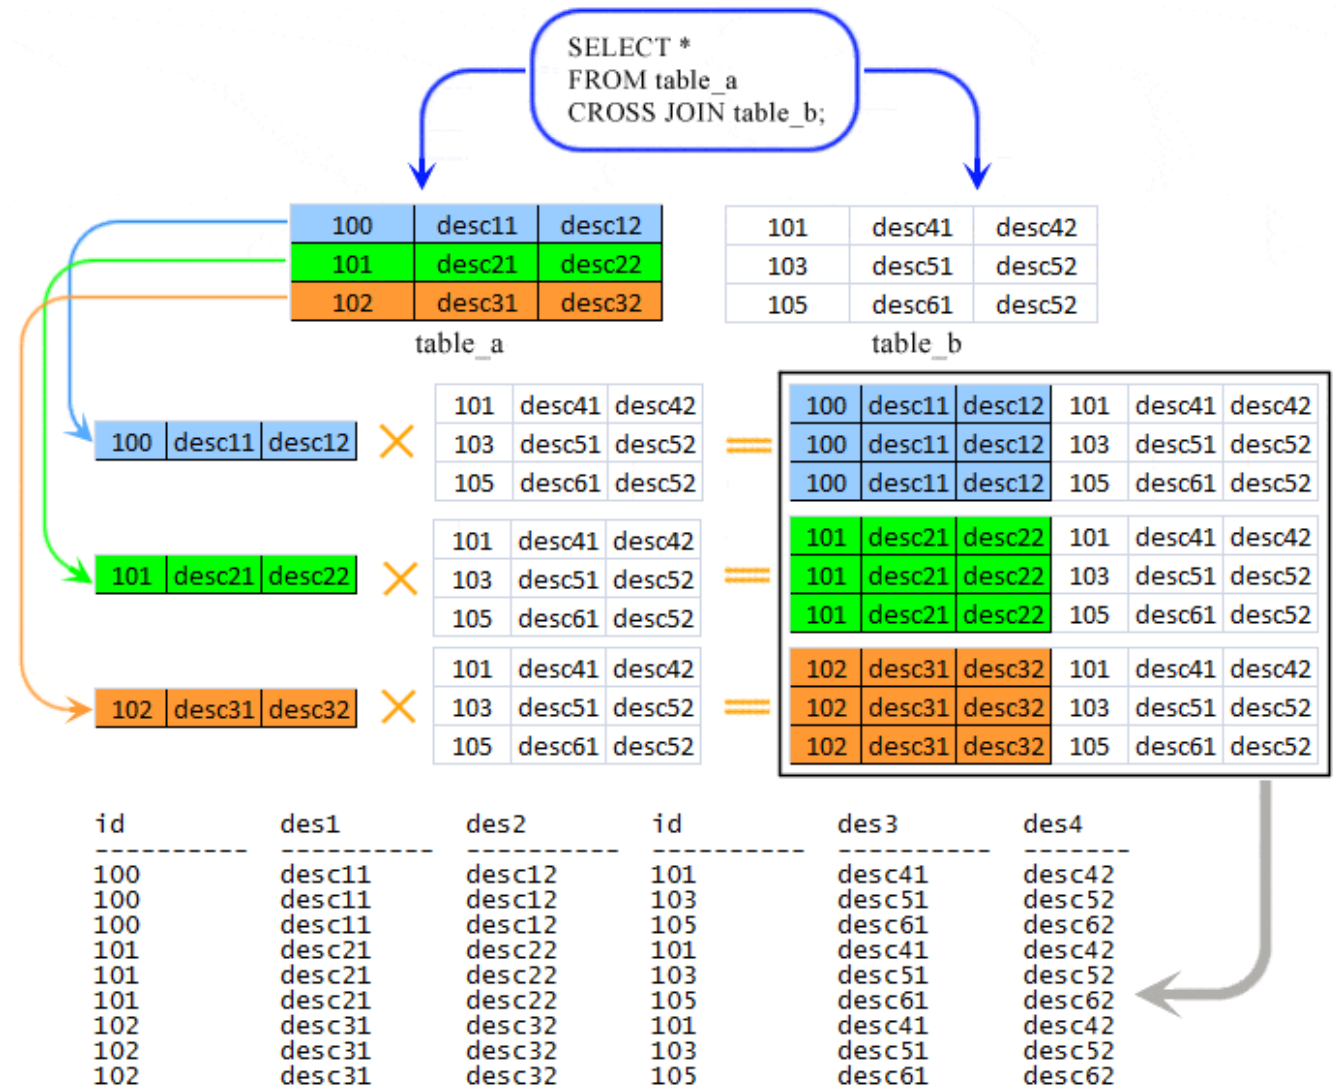 SELECT *
FROM table_a
CROSS JOIN table_b;
100 desc11 desc12
101 desc21 desc22
102 desc31 desc32
table_a
101 desc41 desc42
103 desc51 desc52
105 desc61 desc52
table_b
100 desc11 desc12 ×
101 desc41 desc42
103 desc51 desc52
105 desc61 desc52
=
100 desc11 desc12 101 desc41 desc42
100 desc11 desc12 103 desc51 desc52
100 desc11 desc12 105 desc61 desc52
101 desc21 desc22 ×
101 desc41 desc42
103 desc51 desc52
105 desc61 desc52
=
101 desc21 desc22 101 desc41 desc42
101 desc21 desc22 103 desc51 desc52
101 desc21 desc22 105 desc61 desc52
102 desc31 desc32 ×
101 desc41 desc42
103 desc51 desc52
105 desc61 desc52
=
102 desc31 desc32 101 desc41 desc42
102 desc31 desc32 103 desc51 desc52
102 desc31 desc32 105 desc61 desc52
id des1 des2 id des3 des4
---------- ---------- ---------- ---------- ---------- -------
100 desc11 desc12 101 desc41 desc42
100 desc11 desc12 103 desc51 desc52
100 desc11 desc12 105 desc61 desc62
101 desc21 desc22 101 desc41 desc42
101 desc21 desc22 103 desc51 desc52
101 desc21 desc22 105 desc61 desc62
102 desc31 desc32 101 desc41 desc42
102 desc31 desc32 103 desc51 desc52
102 desc31 desc32 105 desc61 desc62